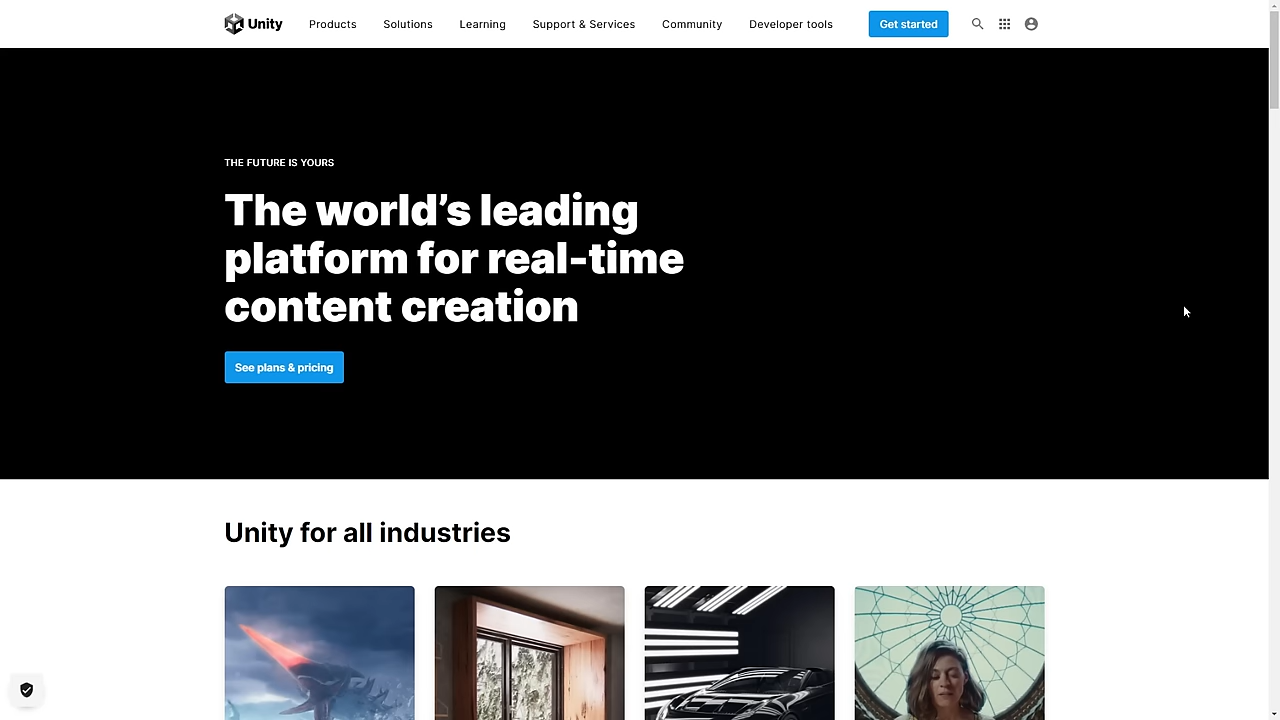 Unity
Products
Solutions
Learning
Support & Services
Community
Developer tools
Get started
THE FUTURE IS YOURS
The world’s leading
platform for real-time
content creation
See plans & pricing
Unity for all industries